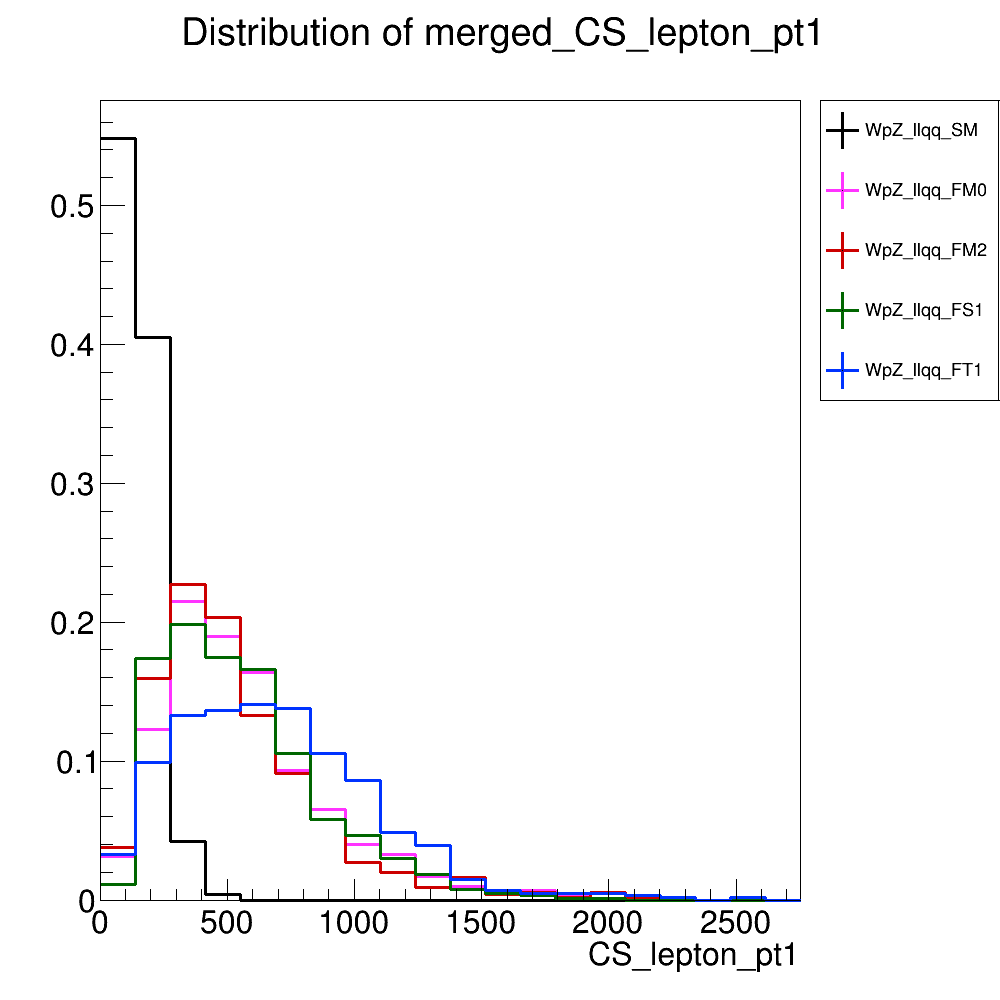 Distribution of merged_CS_lepton_pt1
WpZ_llqq_SM
WpZ_llqq_FM0
WpZ_llqq_FM2
WpZ_llqq_FS1
WpZ_llqq_FT1
0.5
0.4
0.3
0.2
0.1
0
0 500 1000 1500 2000 2500
CS_lepton_pt1